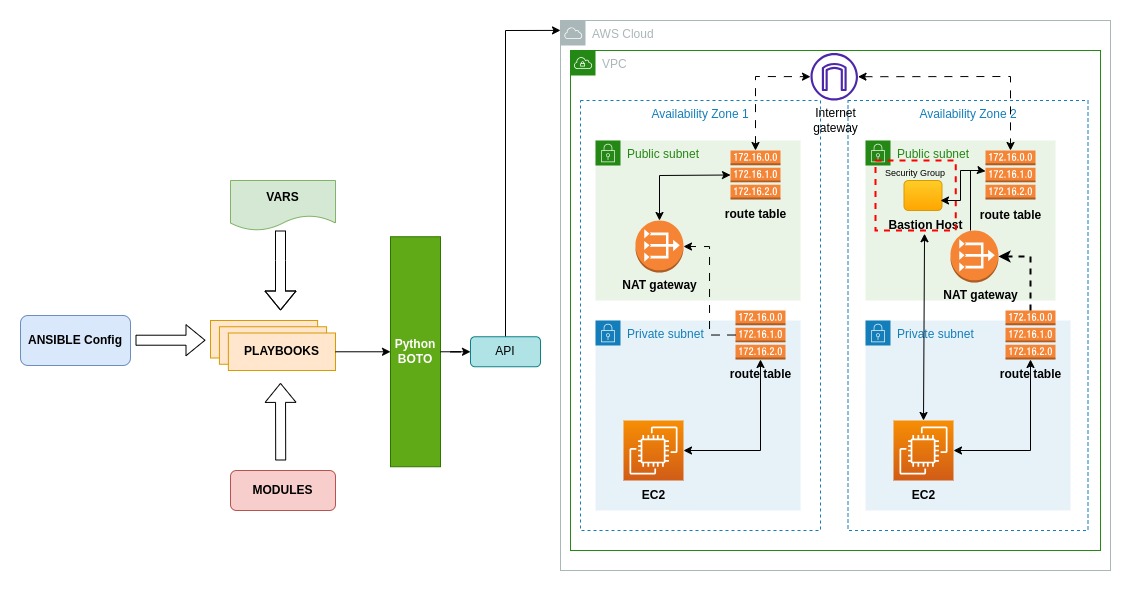 AWS Cloud
VPC
Internet
gateway
Availability Zone 1
Availability Zone 2
Public subnet
172.16.0.0
172.16.1.0
172.16.2.0
route table
NAT gateway
Public subnet
Security Group
Bastion Host
172.16.0.0
172.16.1.0
172.16.2.0
route table
NAT gateway
Private subnet
172.16.0.0
172.16.1.0
172.16.2.0
route table
EC2
Private subnet
172.16.0.0
172.16.1.0
172.16.2.0
route table
EC2
VARS
ANSIBLE Config
PLAYBOOKS
Python
BOTO
API
MODULES